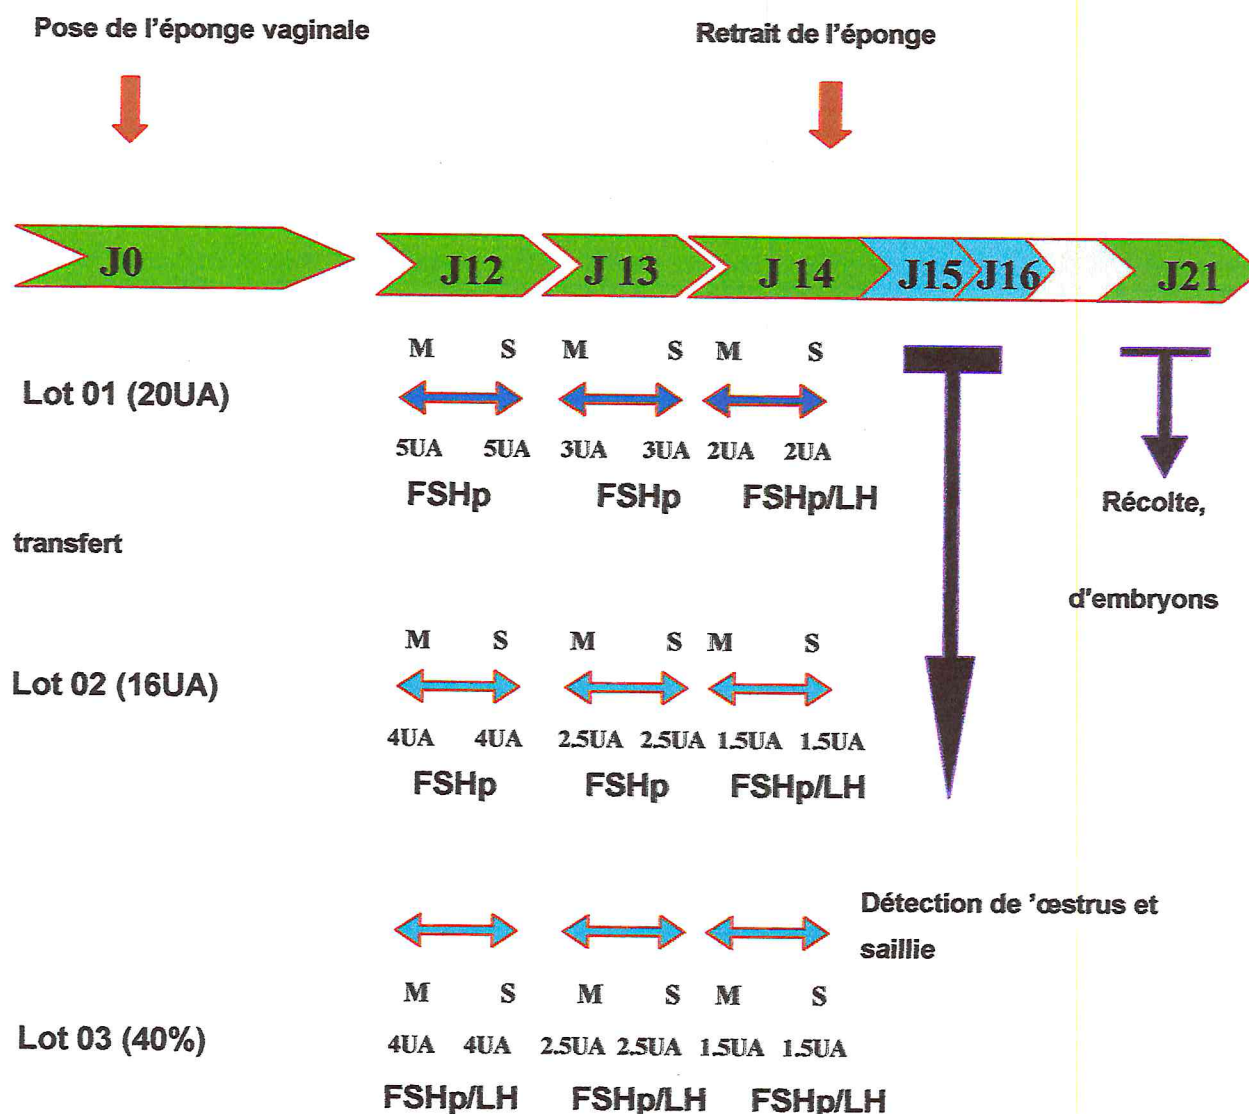 Pose de l'éponge vaginale
Retrait de l'éponge
J0 J12 J 13 J 14 J15 J16 J21
M S M S M S
Lot 01 (20UA)
5UA 5UA 3UA 3UA 2UA 2UA
FSHp FSHp FSHp/LH
Récolte,
transfert
d'embryons
M S M S M S
Lot 02 (16UA)
4UA 4UA 2.5UA 2.5UA 1.5UA 1.5UA
FSHp FSHp FSHp/LH
Détection de 'œstrus et
saillie
M S M S M S
Lot 03 (40%)
4UA 4UA 2.5UA 2.5UA 1.5UA 1.5UA
FSHp/LH FSHp/LH FSHp/LH